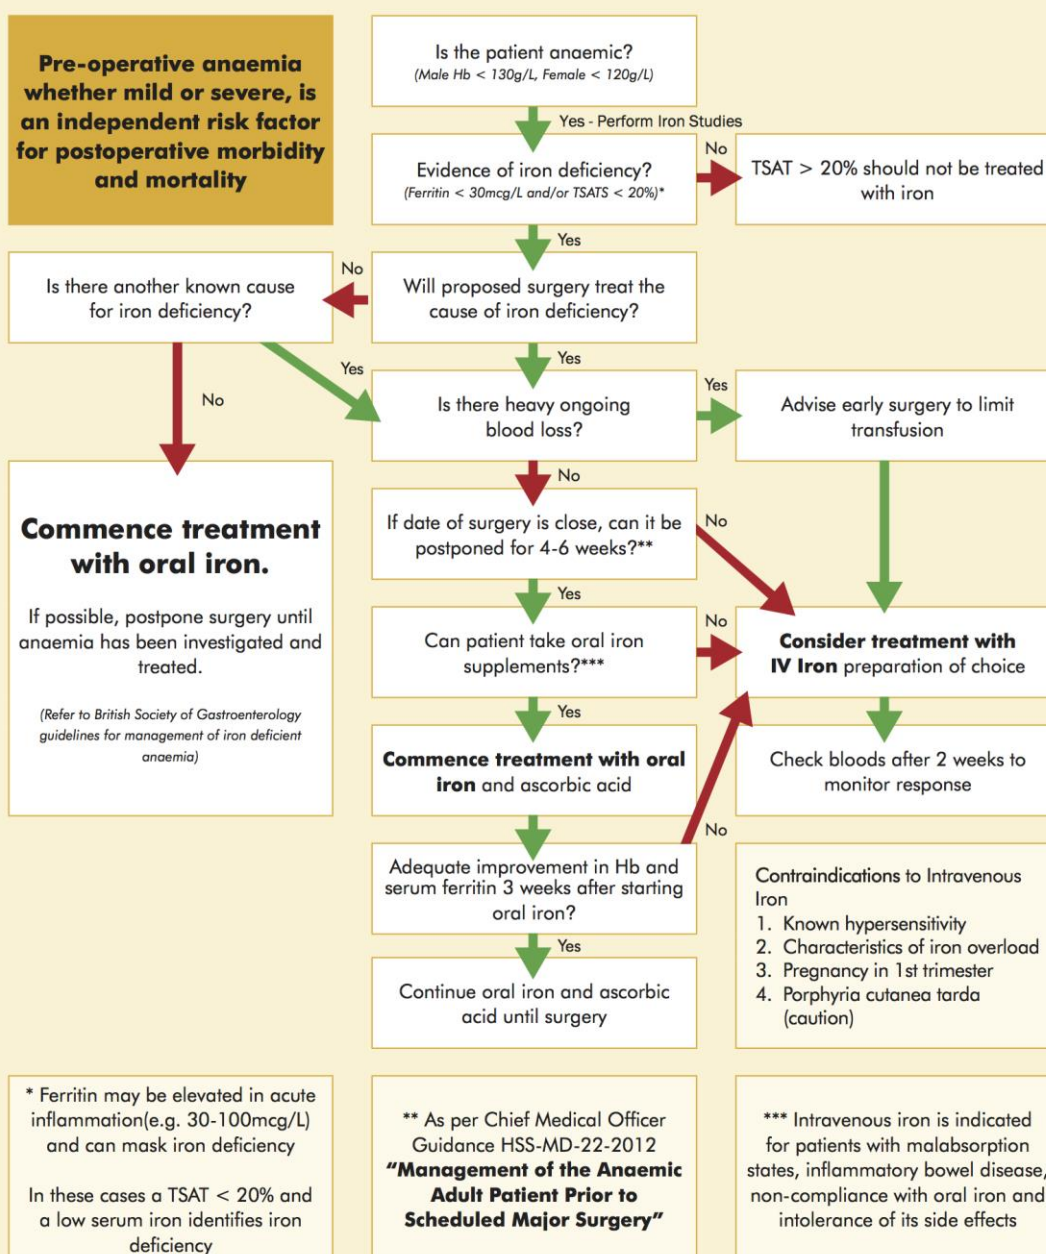 Pre-operative anaemia
whether mild or severe, is
an independent risk factor
for postoperative morbidity
and mortality
Is the patient anaemic?
(Male Hb < 130g/L, Female < 120g/L)
Yes - Perform Iron Studies
Evidence of iron deficiency?
(Ferritin < 30mcg/L and/or TSATS < 20%)*
No
TSAT > 20% should not be treated
with iron
Yes
Is there another known cause
for iron deficiency?
No
Will proposed surgery treat the
cause of iron deficiency?
Yes
Yes
No
Is there heavy ongoing
blood loss?
Yes
Advise early surgery to limit
transfusion
No
Commence treatment
with oral iron.
If possible, postpone surgery until
anaemia has been investigated and
treated.
(Refer to British Society of Gastroenterology
guidelines for management of iron deficient
anaemia)
If date of surgery is close, can it be
postponed for 4-6 weeks?**
No
Yes
Can patient take oral iron
supplements?***
No
Consider treatment with
IV Iron preparation of choice
Yes
Commence treatment with oral
iron and ascorbic acid
Check bloods after 2 weeks to
monitor response
No
Adequate improvement in Hb and
serum ferritin 3 weeks after starting
oral iron?
Yes
Continue oral iron and ascorbic
acid until surgery
Contraindications to Intravenous
Iron
1. Known hypersensitivity
2. Characteristics of iron overload
3. Pregnancy in 1st trimester
4. Porphyria cutanea tarda
(caution)
* Ferritin may be elevated in acute
inflammation(e.g. 30-100mcg/L)
and can mask iron deficiency
In these cases a TSAT < 20% and
a low serum iron identifies iron
deficiency
** As per Chief Medical Officer
Guidance HSS-MD-22-2012
"Management of the Anaemic
Adult Patient Prior to
Scheduled Major Surgery"
*** Intravenous iron is indicated
for patients with malabsorption
states, inflammatory bowel disease,
non-compliance with oral iron and
intolerance of its side effects